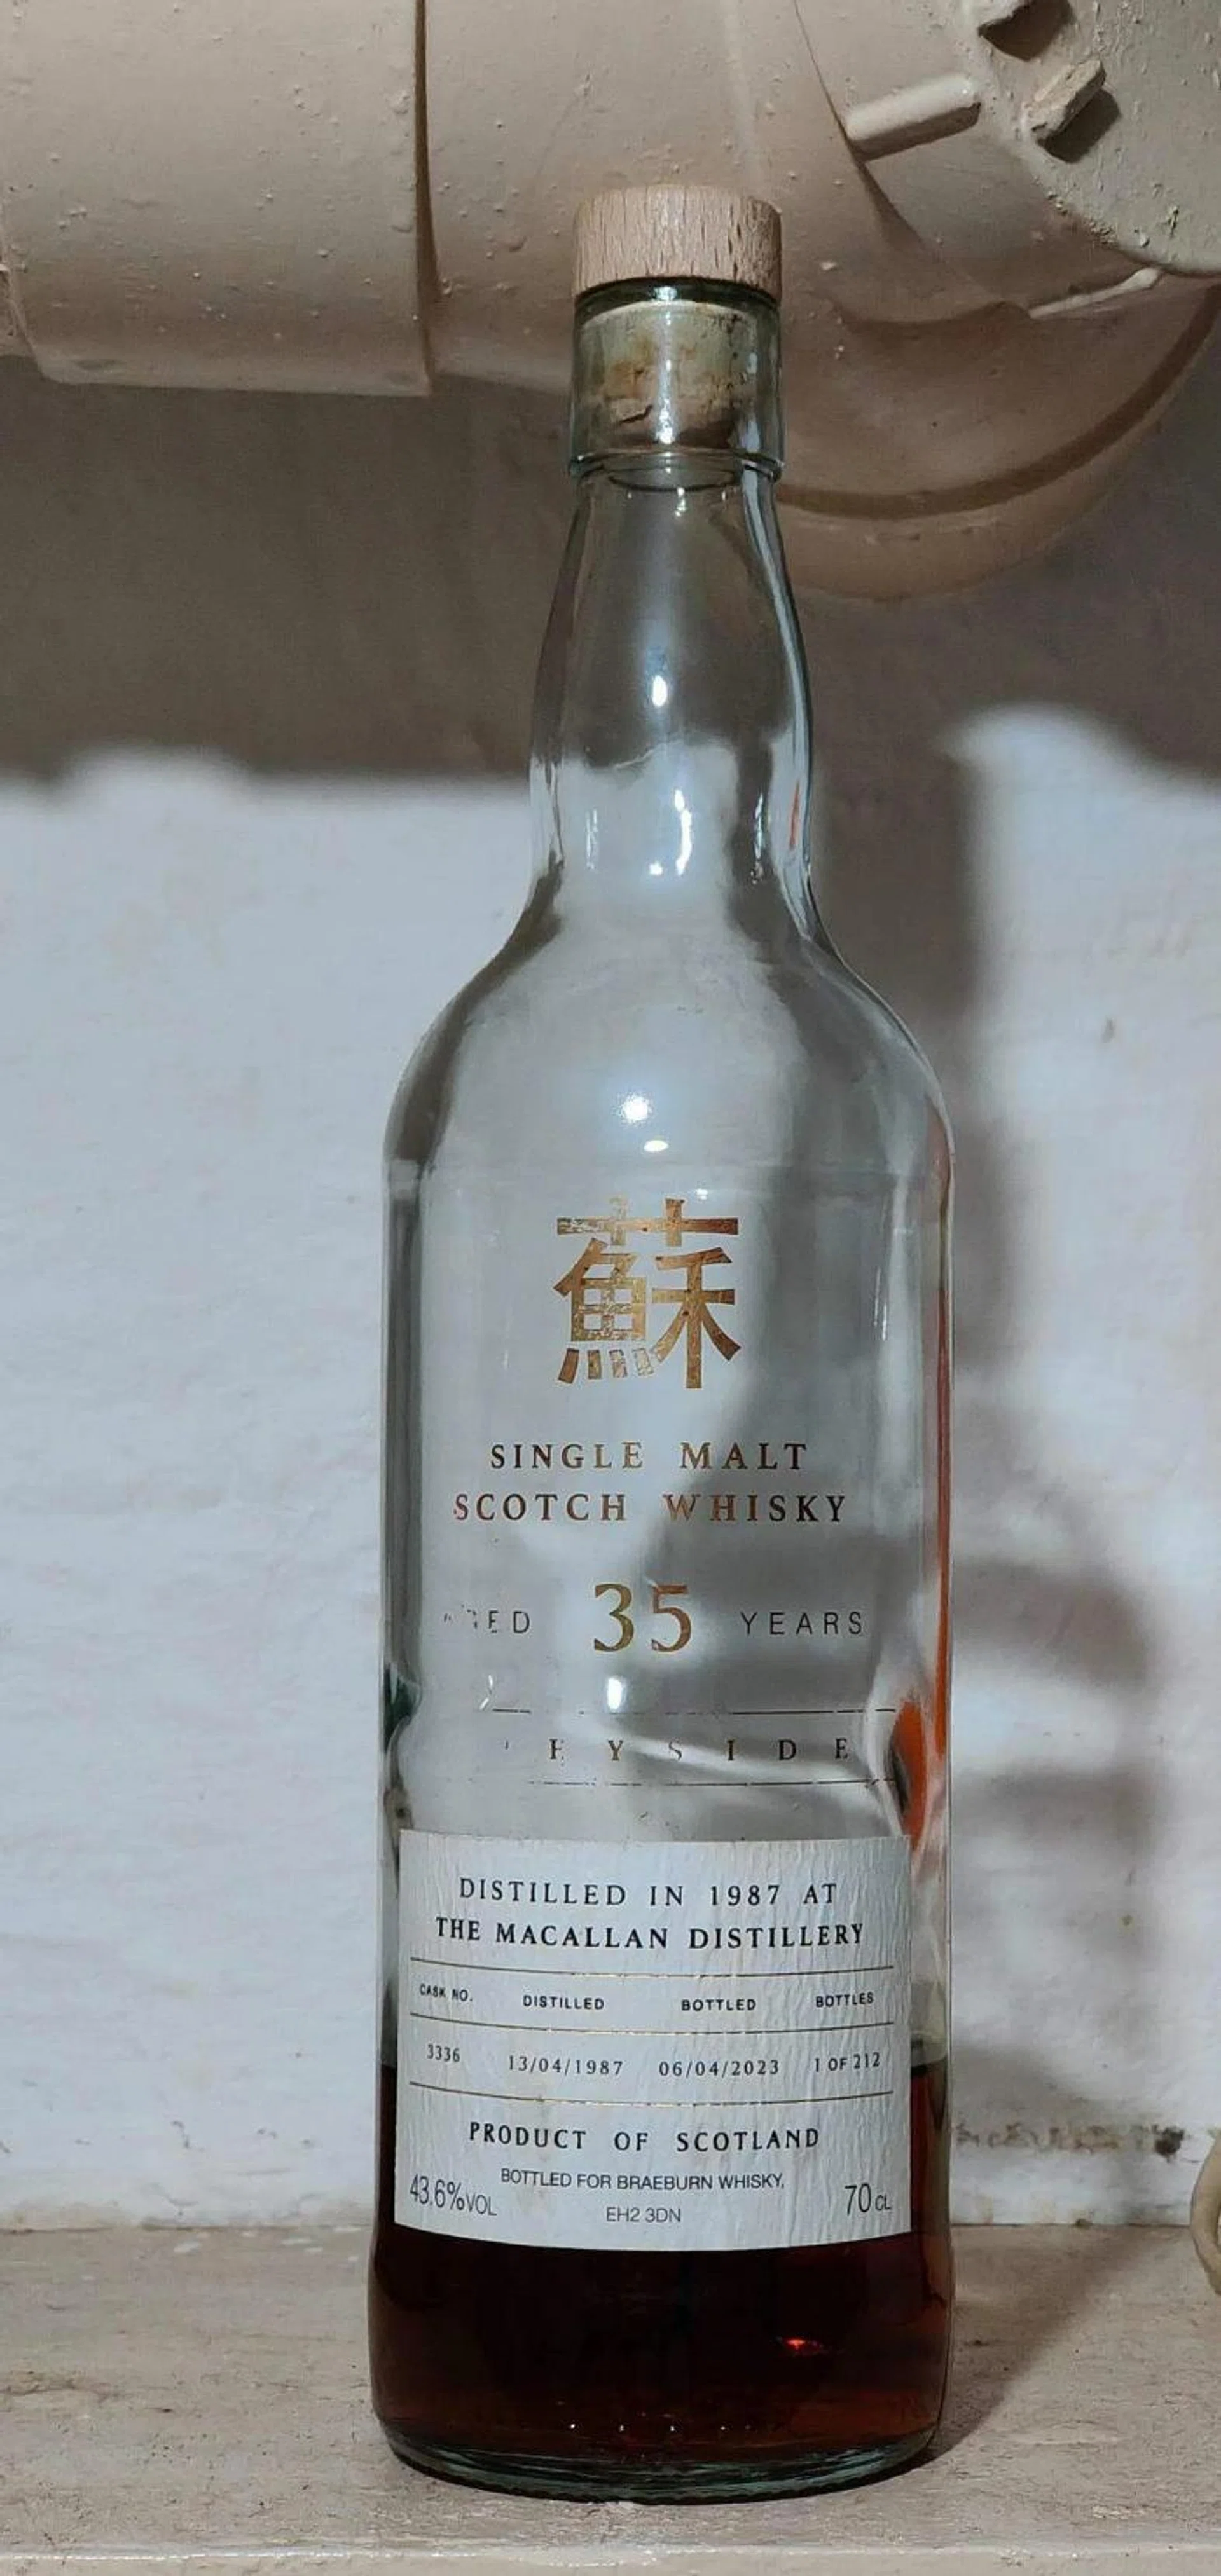 蘇
SINGLE MALT
SCOTCH WHISKY
AGED 35 YEARS
EYSIDE
DISTILLED IN 1987 AT
THE MACALLAN DISTILLERY
CASK NO. DISTILLED BOTTLED BOTTLES
3336 13/04/1987 06/04/2023 1 OF 212
PRODUCT OF SCOTLAND
BOTTLED FOR BRAEBURN WHISKY,
43.6%VOL EH2 3DN 70CL